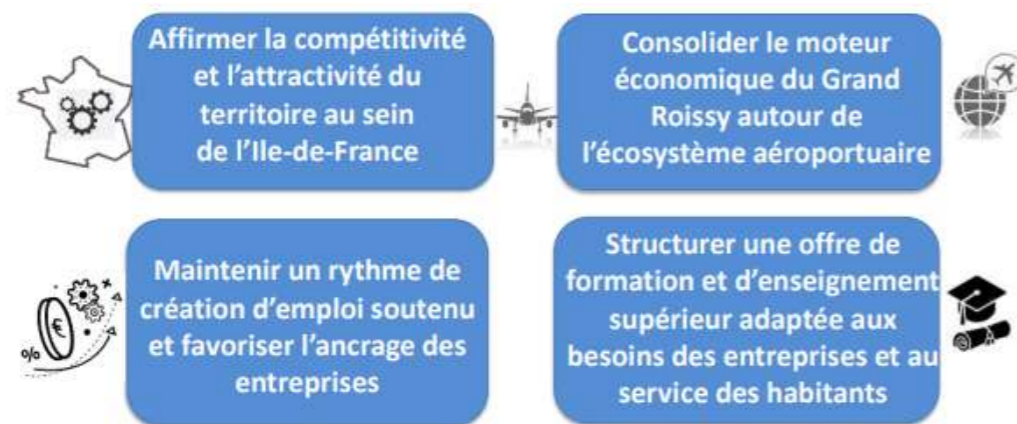 Affirmer la compétitivité
et l'attractivité du
territoire au sein
de l'Ile-de-France
Consolider le moteur
économique du Grand
Roissy autour de
l'écosystème aéroportuaire
Maintenir un rythme de
création d'emploi soutenu
et favoriser l'ancrage des
entreprises
€
%
Structurer une offre de
formation et d'enseignement
supérieur adaptée aux
besoins des entreprises et au
service des habitants